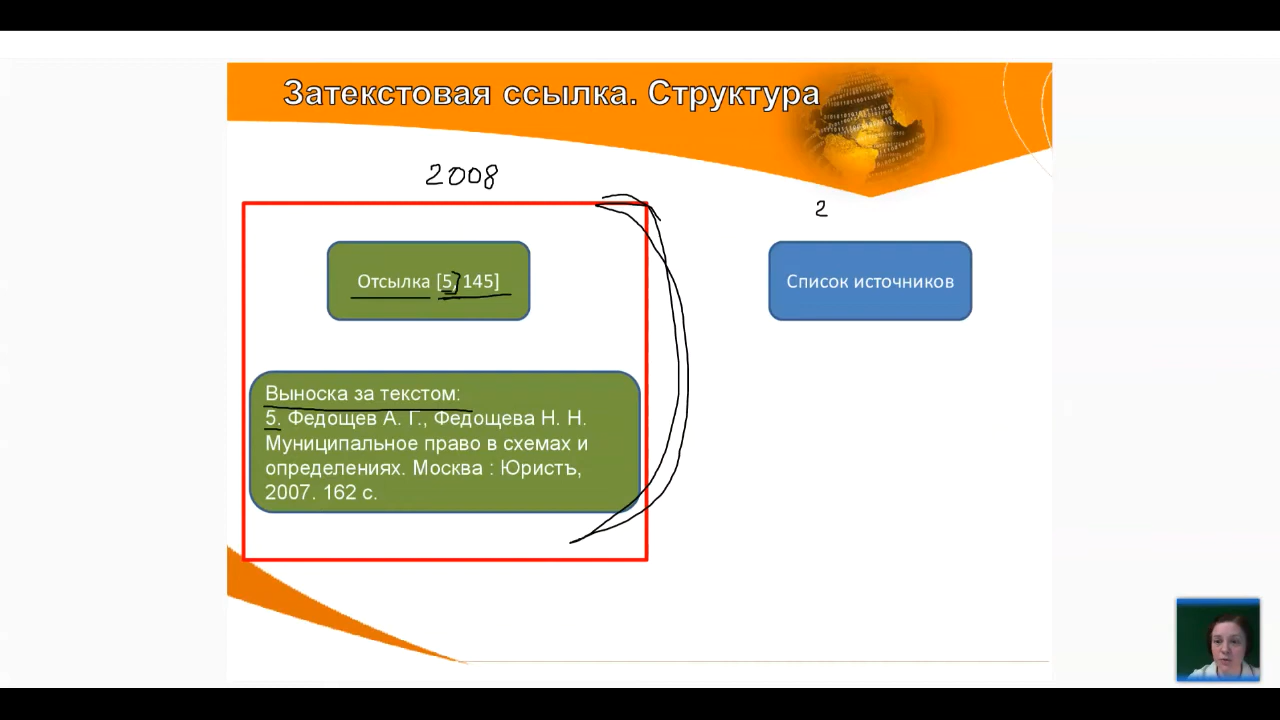 Затекстовая ссылка. Структура
2008
2
Отсылка [5, 145]
Список источников
Выноска за текстом:
5. Федощев А. Г., Федощева Н. Н.
Муниципальное право в схемах и
определениях. Москва : Юристъ,
2007. 162 с.